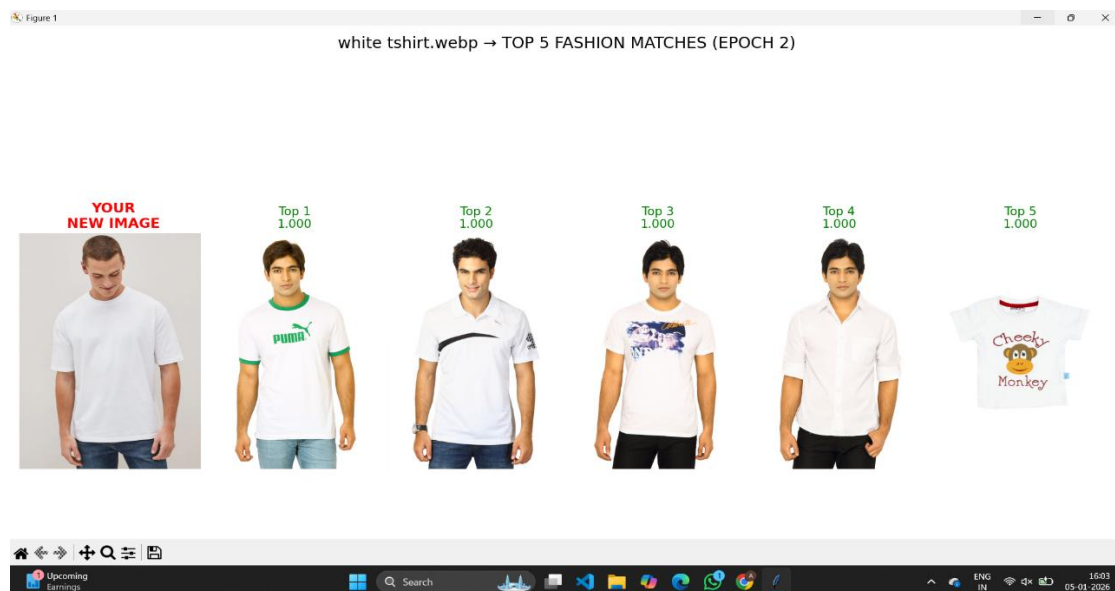 Figure 1
white tshirt.webp → TOP 5 FASHION MATCHES (EPOCH 2)
YOUR
NEW IMAGE
Top 1
1.000
Top 2
1.000
Top 3
1.000
Top 4
1.000
Top 5
1.000
PUMA
Cheeky
Monkey
1
Upcoming
Earnings
Search
1
ENG
IN
16:03
05-01-2026